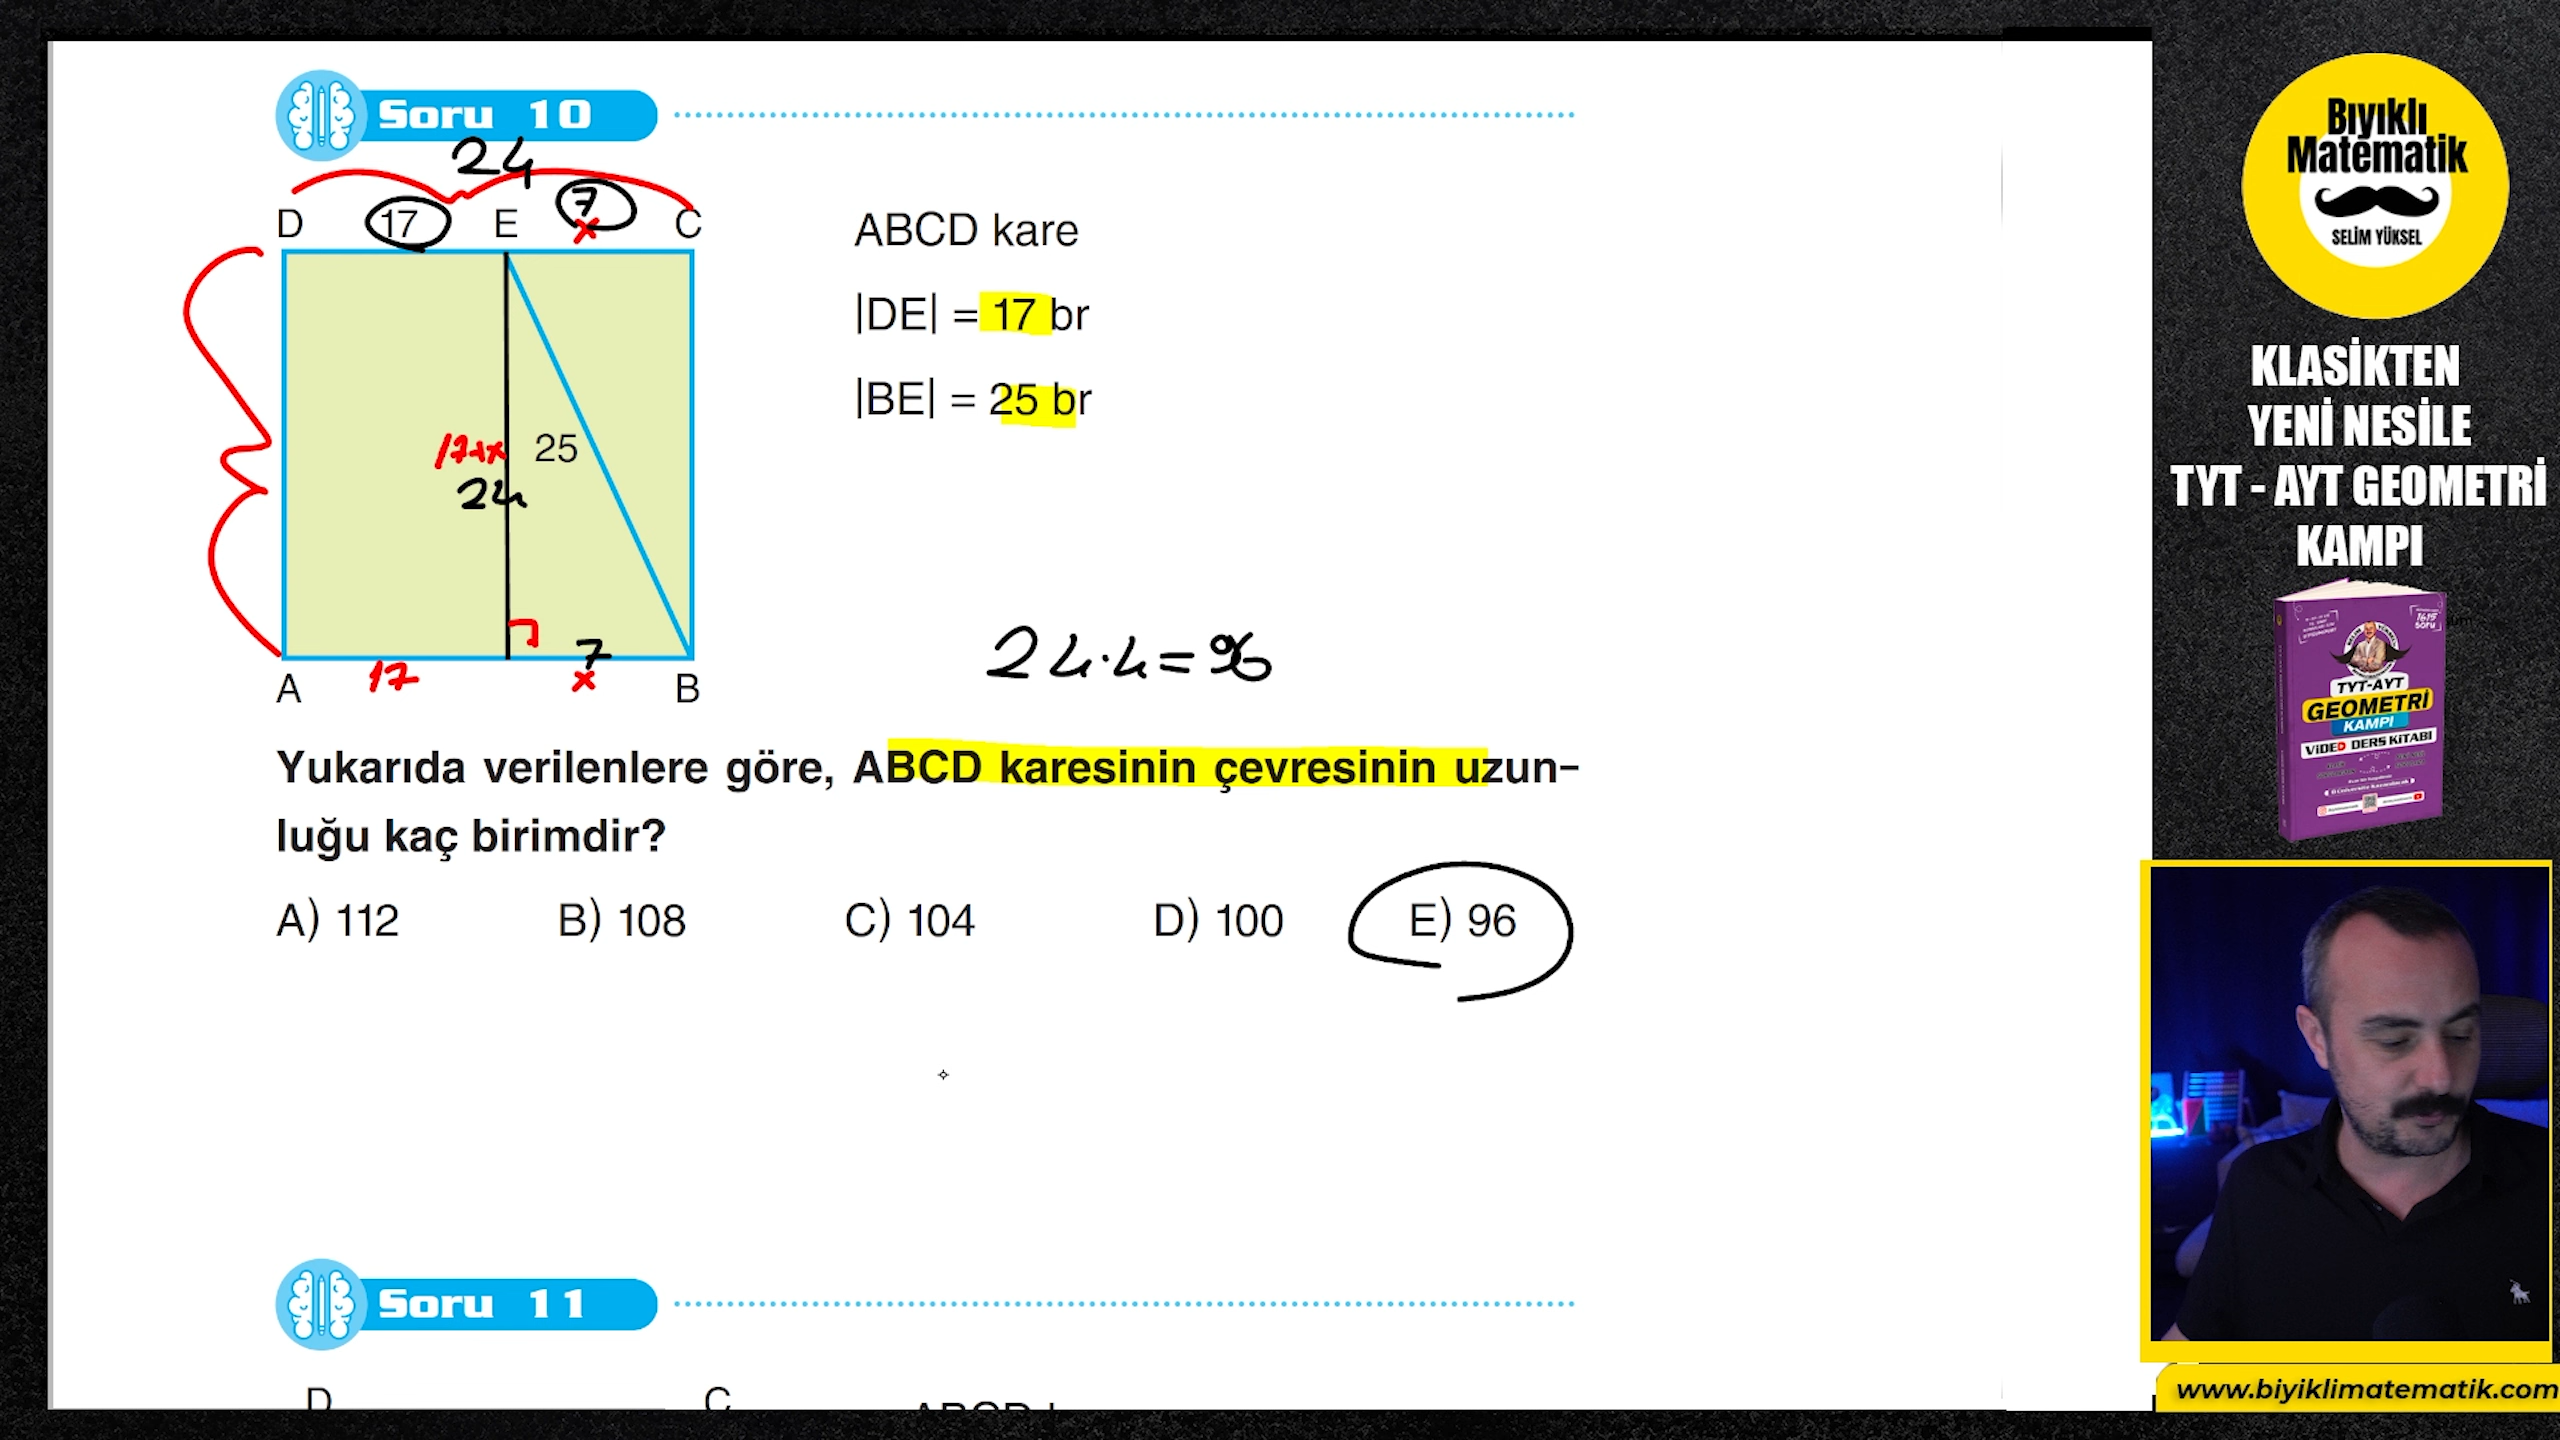 Soru 10
24
D 17 E 7 x C
17+x 25
24
17 7 x
A B
ABCD kare
|DE| = 17 br
|BE| = 25 br
24·4=96
Yukarıda verilenlere göre, ABCD karesinin çevresinin uzun-
luğu kaç birimdir?
A) 112 B) 108 C) 104 D) 100 E) 96
Soru 11
D C
Bıyıklı
Matematik
SELİM YÜKSEL
KLASİKTEN
YENİ NESİLE
TYT - AYT GEOMETRİ
KAMPI
TYT-AYT
GEOMETRİ
KAMPI
VİDEO DERS KİTABI
www.biyiklimatematik.com